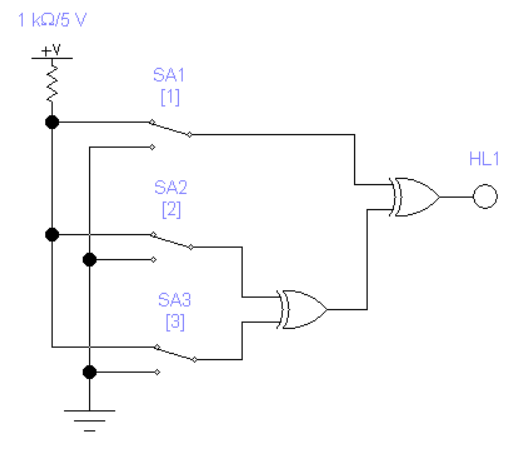 1 kΩ/5 V
+V
SA1
[1]
HL1
SA2
[2]
SA3
[3]